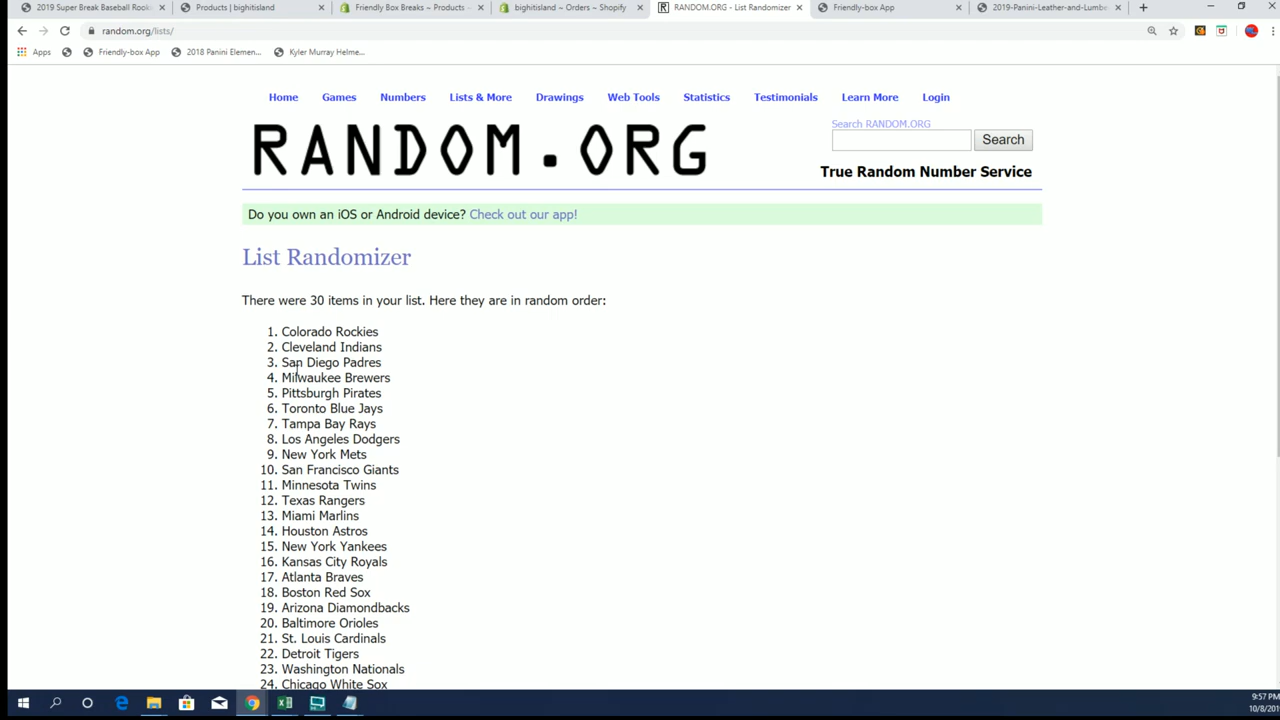 2019 Super Break Baseball Rook
Products | bighitisland
Friendly Box Breaks ~ Products ~
bighitisland ~ Orders ~ Shopify
RANDOM.ORG - List Randomizer
Friendly-box App
2019-Panini-Leather-and-Lumbe
random.org/lists/
Apps
Friendly-box App
2018 Panini Elemen...
Kyler Murray Helme...
Home
Games
Numbers
Lists & More
Drawings
Web Tools
Statistics
Testimonials
Learn More
Login
RANDOM.ORG
Search RANDOM.ORG
Search
True Random Number Service
Do you own an iOS or Android device? Check out our app!
List Randomizer
There were 30 items in your list. Here they are in random order:
1. Colorado Rockies
2. Cleveland Indians
3. San Diego Padres
4. Milwaukee Brewers
5. Pittsburgh Pirates
6. Toronto Blue Jays
7. Tampa Bay Rays
8. Los Angeles Dodgers
9. New York Mets
10. San Francisco Giants
11. Minnesota Twins
12. Texas Rangers
13. Miami Marlins
14. Houston Astros
15. New York Yankees
16. Kansas City Royals
17. Atlanta Braves
18. Boston Red Sox
19. Arizona Diamondbacks
20. Baltimore Orioles
21. St. Louis Cardinals
22. Detroit Tigers
23. Washington Nationals
24. Chicago White Sox
9:57 PM
10/8/201